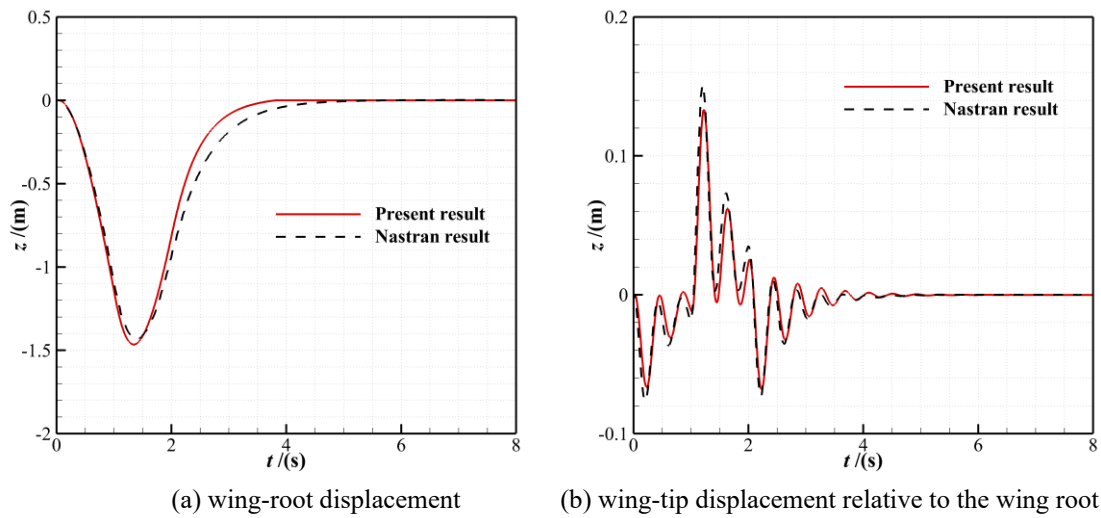 0.5
0
-0.5
-1
-1.5
-2
z /(m)
Present result
Nastran result
0 2 4 6 8
t /(s)
(a) wing-root displacement
0.2
0.1
0
-0.1
z /(m)
Present result
Nastran result
0 2 4 6 8
t /(s)
(b) wing-tip displacement relative to the wing root